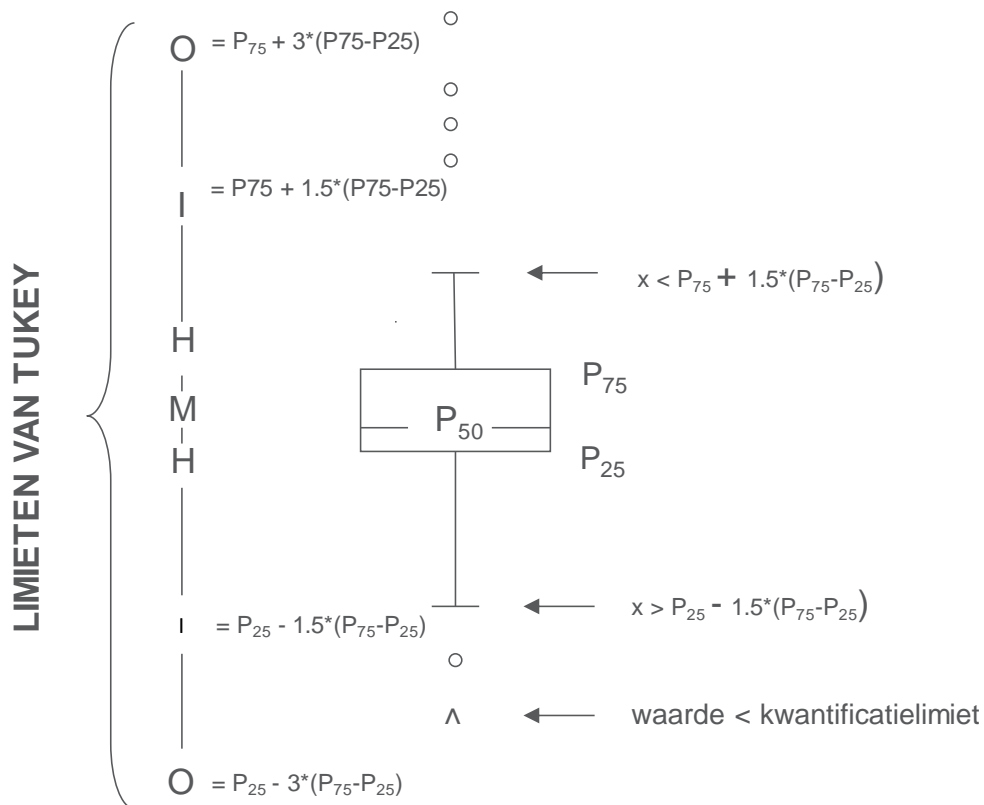 LIMIETEN VAN TUKEY
O = P₇₅ + 3*(P75-P25)
I = P75 + 1.5*(P75-P25)
H
M
H
I = P₂₅ - 1.5*(P₇₅-P₂₅)
O = P₂₅ - 3*(P₇₅-P₂₅)
x < P₇₅ + 1.5*(P₇₅-P₂₅)
P₇₅
P₅₀
P₂₅
x > P₂₅ - 1.5*(P₇₅-P₂₅)
^ waarde < kwantificatielimiet